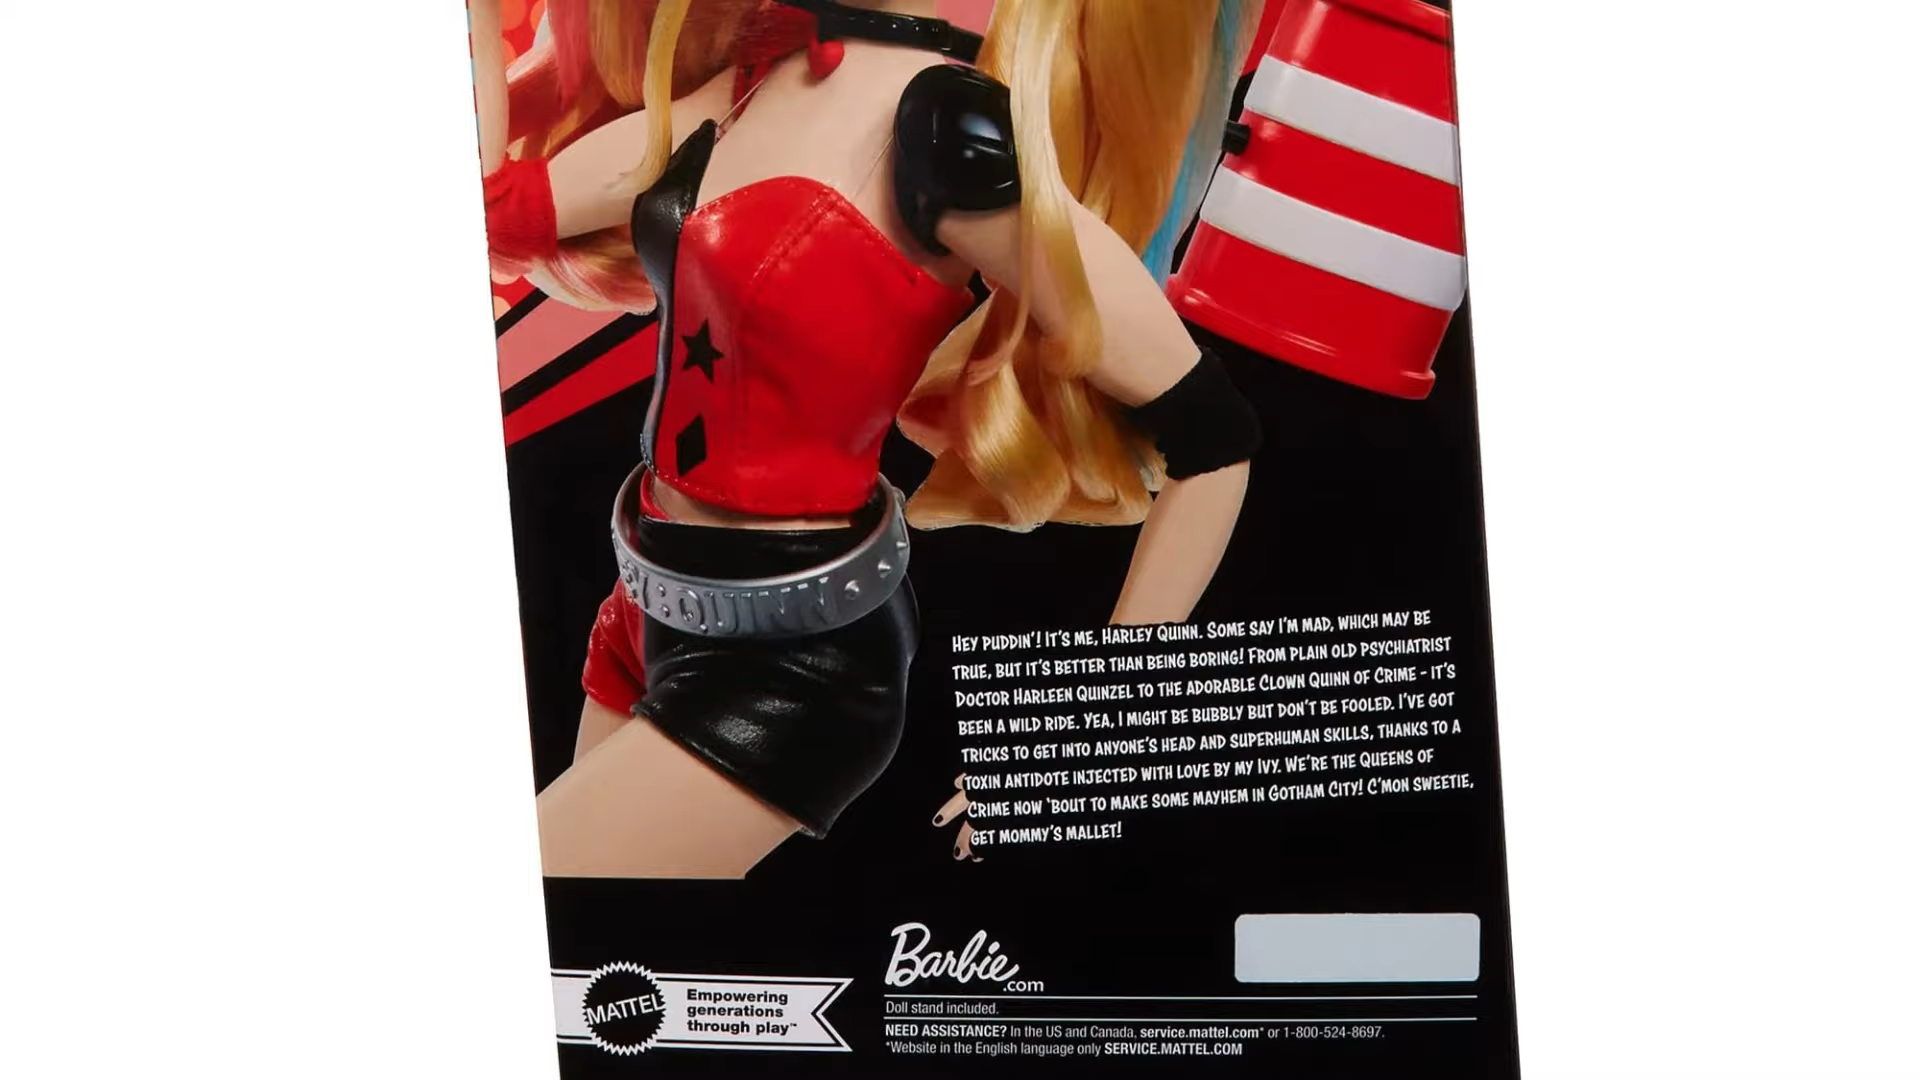 :QUINN
HEY PUDDIN'! IT'S ME, HARLEY QUINN. SOME SAY I'M MAD, WHICH MAY BE
TRUE, BUT IT'S BETTER THAN BEING BORING! FROM PLAIN OLD PSYCHIATRIST
DOCTOR HARLEEN QUINZEL TO THE ADORABLE CLOWN QUINN OF CRIME - IT'S
BEEN A WILD RIDE. YEA, I MIGHT BE BUBBLY BUT DON'T BE FOOLED. I'VE GOT
TRICKS TO GET INTO ANYONE'S HEAD AND SUPERHUMAN SKILLS, THANKS TO A
TOXIN ANTIDOTE INJECTED WITH LOVE BY MY IVY. WE'RE THE QUEENS OF
CRIME NOW 'BOUT TO MAKE SOME MAYHEM IN GOTHAM CITY! C'MON SWEETIE,
GET MOMMY'S MALLET!
MATTEL
Empowering
generations
through play™
Barbie
.com
Doll stand included.
NEED ASSISTANCE? In the US and Canada, service.mattel.com* or 1-800-524-8697.
*Website in the English language only SERVICE.MATTEL.COM